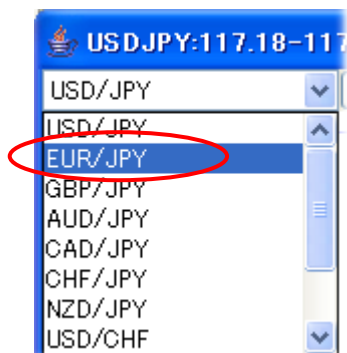 USDJPY:117.18-117
USD/JPY
USD/JPY
EUR/JPY
GBP/JPY
AUD/JPY
CAD/JPY
CHF/JPY
NZD/JPY
USD/CHF